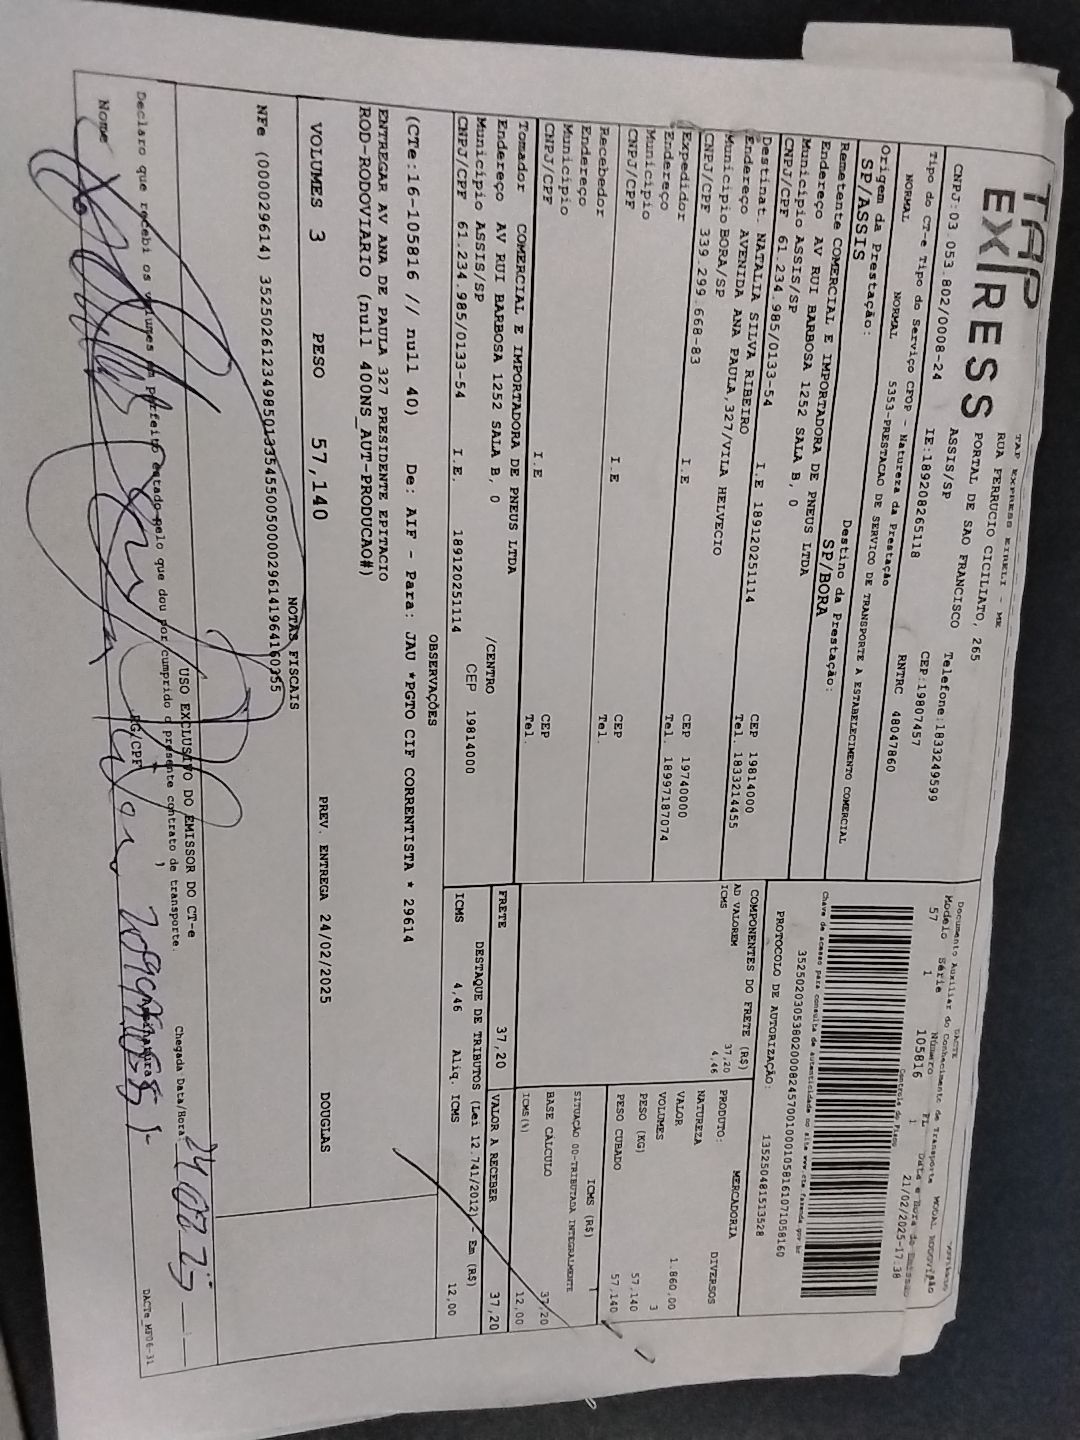 TAP EXPRESS
TAP EXPRESS EIRELI - ME
RUA FERRUCIO CICILIATO, 265
PORTAL DE SAO FRANCISCO Telefone:1833249599
ASSIS/SP CEP:19807457
CNPJ:03.053.802/0008-24 IE:189208265118 RNTRC 48047860
Tipo do CT-e Tipo do Serviço CFOP - Natureza da Prestação
NORMAL NORMAL 5353-PRESTACAO DE SERVICO DE TRANSPORTE A ESTABELECIMENTO COMERCIAL
Origem da Prestação: Destino da Prestação:
SP/ASSIS SP/BORA
Remetente COMERCIAL E IMPORTADORA DE PNEUS LTDA
Endereço AV RUI BARBOSA 1252 SALA B, 0
Município ASSIS/SP CEP 19814000
CNPJ/CPF 61.234.985/0133-54 I.E 189120251114 Tel. 1833214455
Destinat. NATALIA SILVA RIBEIRO
Endereço AVENIDA ANA PAULA,327/VILA HELVECIO
Município BORA/SP CEP 19740000
CNPJ/CPF 339.299.668-83 I.E Tel. 189971187074
Expedidor
Endereço
Município CEP
CNPJ/CPF I.E Tel.
Recebedor
Endereço
Município CEP
CNPJ/CPF I.E Tel.
Tomador COMERCIAL E IMPORTADORA DE PNEUS LTDA
Endereço AV RUI BARBOSA 1252 SALA B, 0 /CENTRO
Município ASSIS/SP CEP 19814000
CNPJ/CPF 61.234.985/0133-54 I.E. 189120251114
DACTE MODAL RODOVIÁRIO
Documento Auxiliar do Conhecimento de Transporte
Modelo Série Número FL Data e Hora de Emissão
57 1 105816 1 21/02/2025-17.38
Controle do Fisco
Chave de acesso para consulta de autenticidade no site www.cte.fazenda.gov.br
35250203053802000824570010001058161071058160
PROTOCOLO DE AUTORIZAÇÃO: 135250481513528
COMPONENTES DO FRETE (R$)
AD VALOREM 37,20
ICMS 4,46
PRODUTO: MERCADORIA
NATUREZA DIVERSOS
VALOR 1.860,00
VOLUMES 3
PESO (KG) 57,140
PESO CUBADO 57,140
ICMS (R$)
SITUAÇÃO 00-TRIBUTADA INTEGRALMENTE
BASE CÁLCULO 37,20
ICMS(%) 12,00
FRETE 37,20 VALOR A RECEBER 37,20
DESTAQUE DE TRIBUTOS (Lei 12.741/2012) - Em (R$)
ICMS 4,46 Aliq. ICMS 12,00
OBSERVAÇÕES
(CTe:16-105816 // null 40) De: AIF - Para: JAU *PGTO CIF CORRENTISTA * 29614
ENTREGAR AV ANA DE PAULA 327 PRESIDENTE EPITACIO
ROD-RODOVIARIO (null 400NS_AUT-PRODUCAO#)
VOLUMES 3 PESO 57,140 PREV. ENTREGA 24/02/2025 DOUGLAS
NOTAS FISCAIS
NFe (000029614) 35250261234985013354550050000296141964160355
USO EXCLUSIVO DO EMISSOR DO CT-e
Declaro que recebi os volumes em perfeito estado pelo que dou por cumprido o presente contrato de transporte.
Chegada Data/Hora: 24 02 25
Nome RG/CPF Assinatura
DACTe_MF06-31